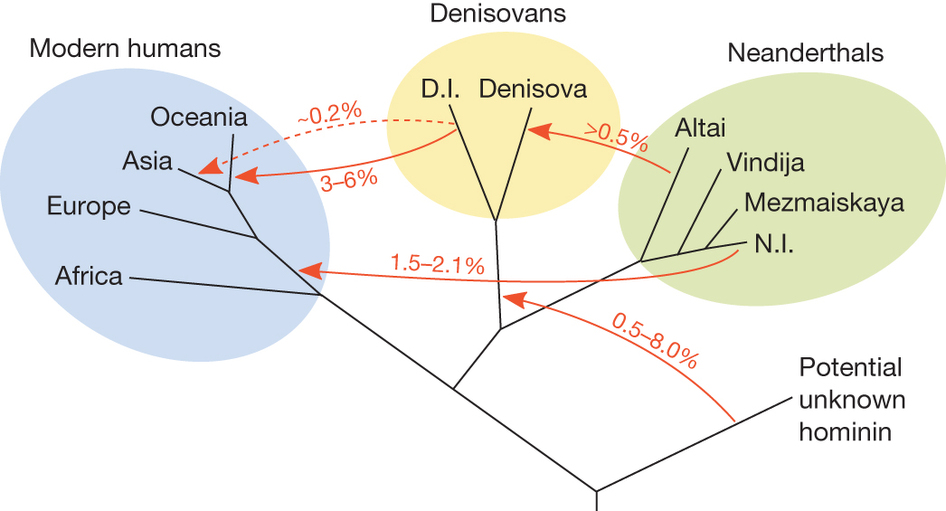 Denisovans
Modern humans
Neanderthals
D.I.
Denisova
Oceania
~0.2%
>0.5%
Altai
Asia
Vindija
3–6%
Europe
Mezmaiskaya
N.I.
Africa
1.5–2.1%
0.5–8.0%
Potential
unknown
hominin